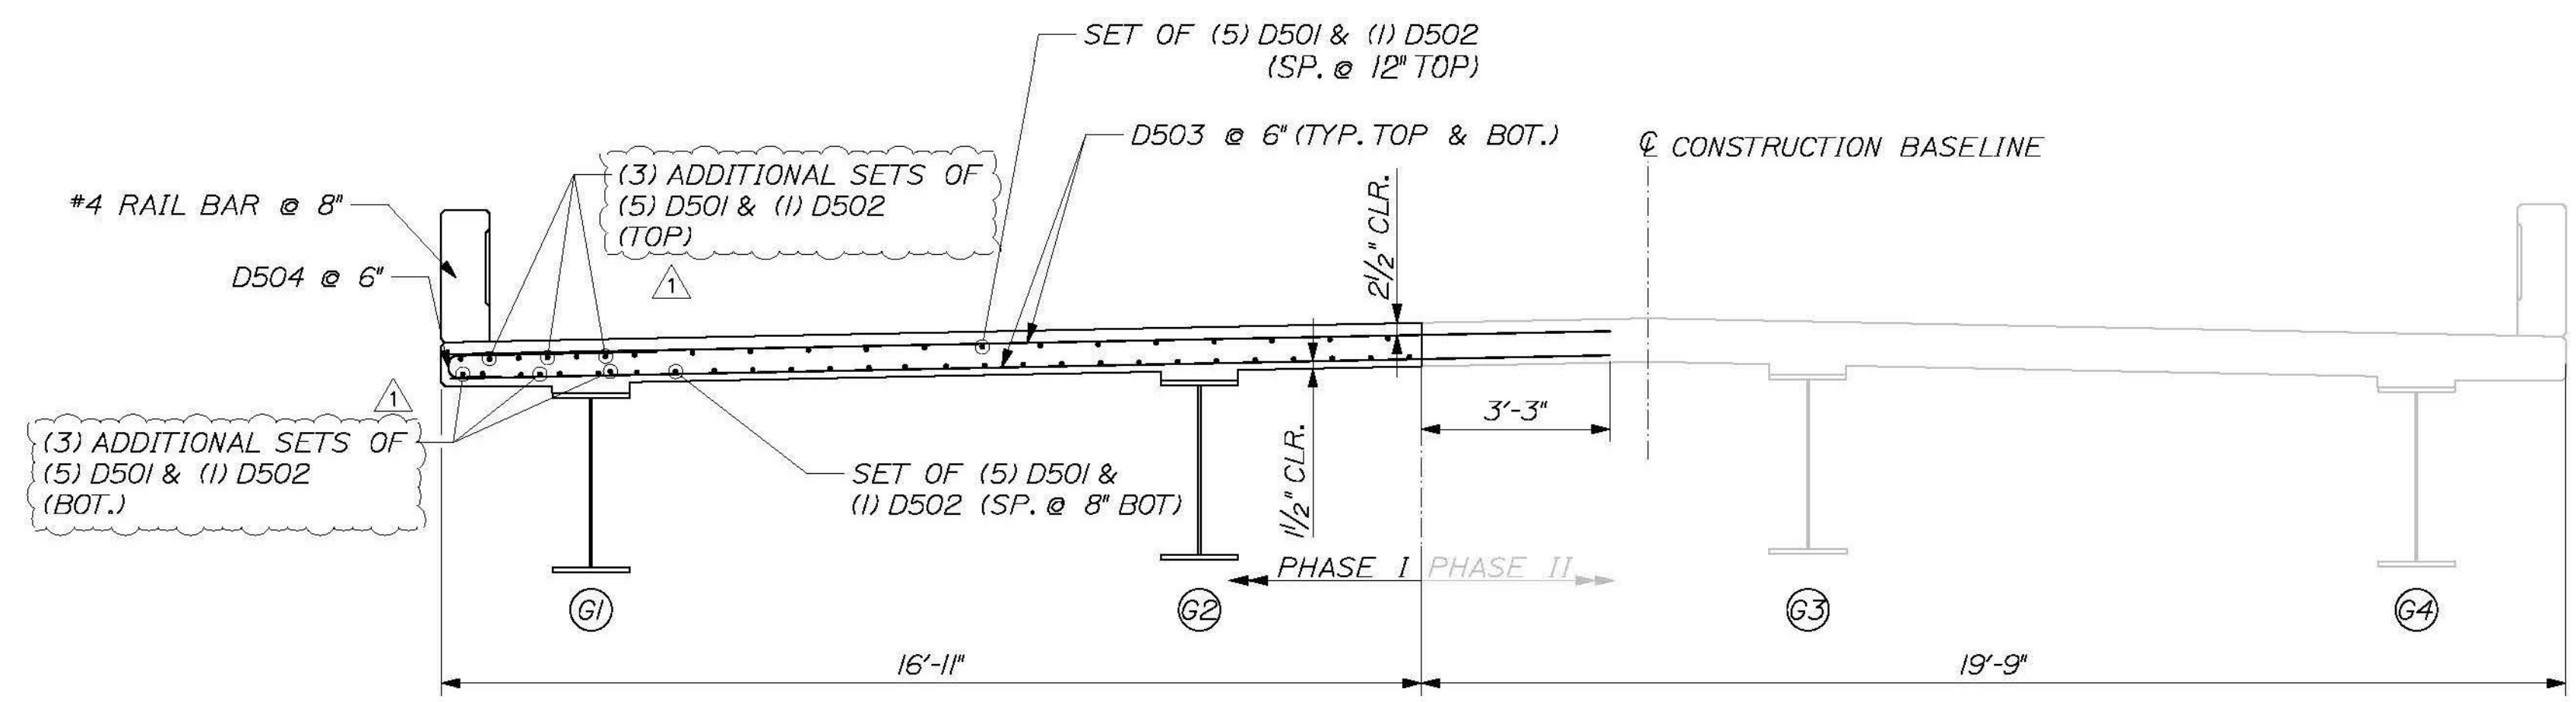 SET OF (5) D501 & (1) D502
(SP. @ 12" TOP)
D503 @ 6" (TYP. TOP & BOT.)
℄ CONSTRUCTION BASELINE
(3) ADDITIONAL SETS OF
(5) D501 & (1) D502
(TOP)
1
#4 RAIL BAR @ 8"
D504 @ 6"
2½" CLR.
1
(3) ADDITIONAL SETS OF
(5) D501 & (1) D502
(BOT.)
SET OF (5) D501 &
(1) D502 (SP. @ 8" BOT)
1½" CLR.
3'-3"
PHASE I PHASE II
G1
G2
G3
G4
16'-11"
19'-9"